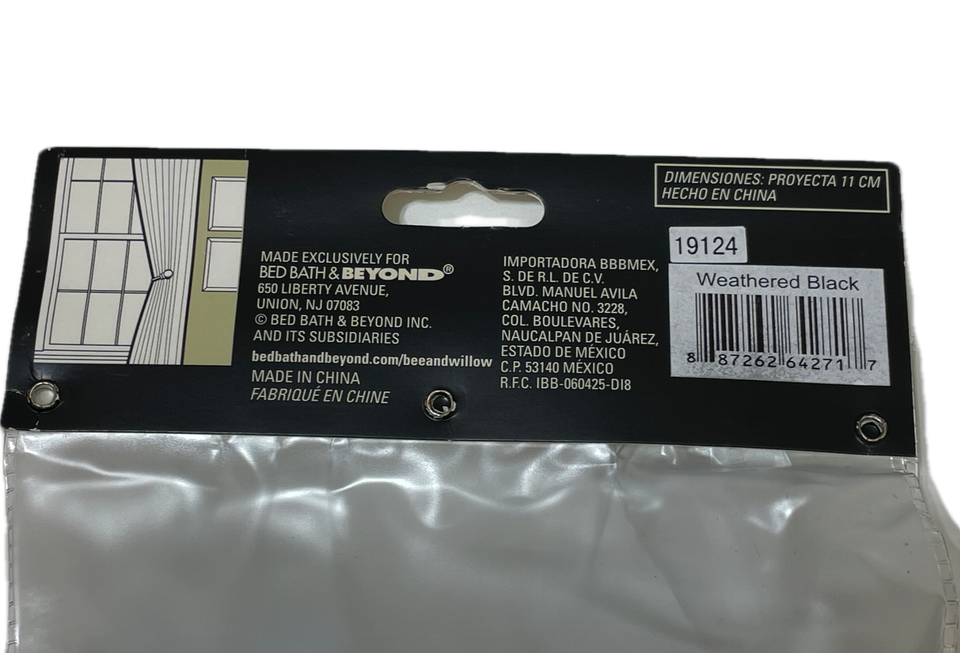 MADE EXCLUSIVELY FOR
BED BATH & BEYOND®
650 LIBERTY AVENUE,
UNION, NJ 07083
© BED BATH & BEYOND INC.
AND ITS SUBSIDIARIES
bedbathandbeyond.com/beeandwillow
MADE IN CHINA
FABRIQUÉ EN CHINE
IMPORTADORA BBBMEX,
S. DE R.L. DE C.V.
BLVD. MANUEL AVILA
CAMACHO NO. 3228,
COL. BOULEVARES,
NAUCALPAN DE JUÁREZ,
ESTADO DE MÉXICO
C.P. 53140 MÉXICO
R.F.C. IBB-060425-DI8
DIMENSIONES: PROYECTA 11 CM
HECHO EN CHINA
19124
Weathered Black
8 87262 64271 7